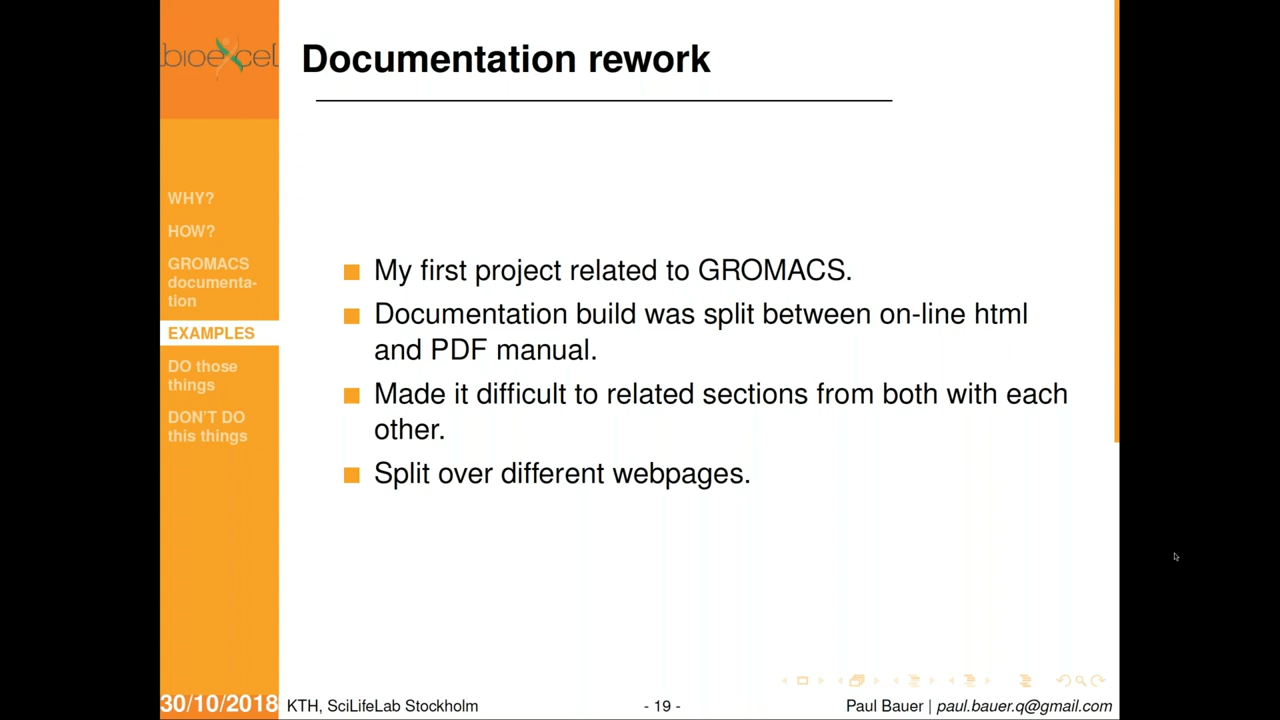 bioexcel
Documentation rework
WHY?
HOW?
GROMACS
documenta-
tion
EXAMPLES
DO those
things
DON'T DO
this things
My first project related to GROMACS.
Documentation build was split between on-line html
and PDF manual.
Made it difficult to related sections from both with each
other.
Split over different webpages.
30/10/2018
KTH, SciLifeLab Stockholm
- 19 -
Paul Bauer | paul.bauer.q@gmail.com